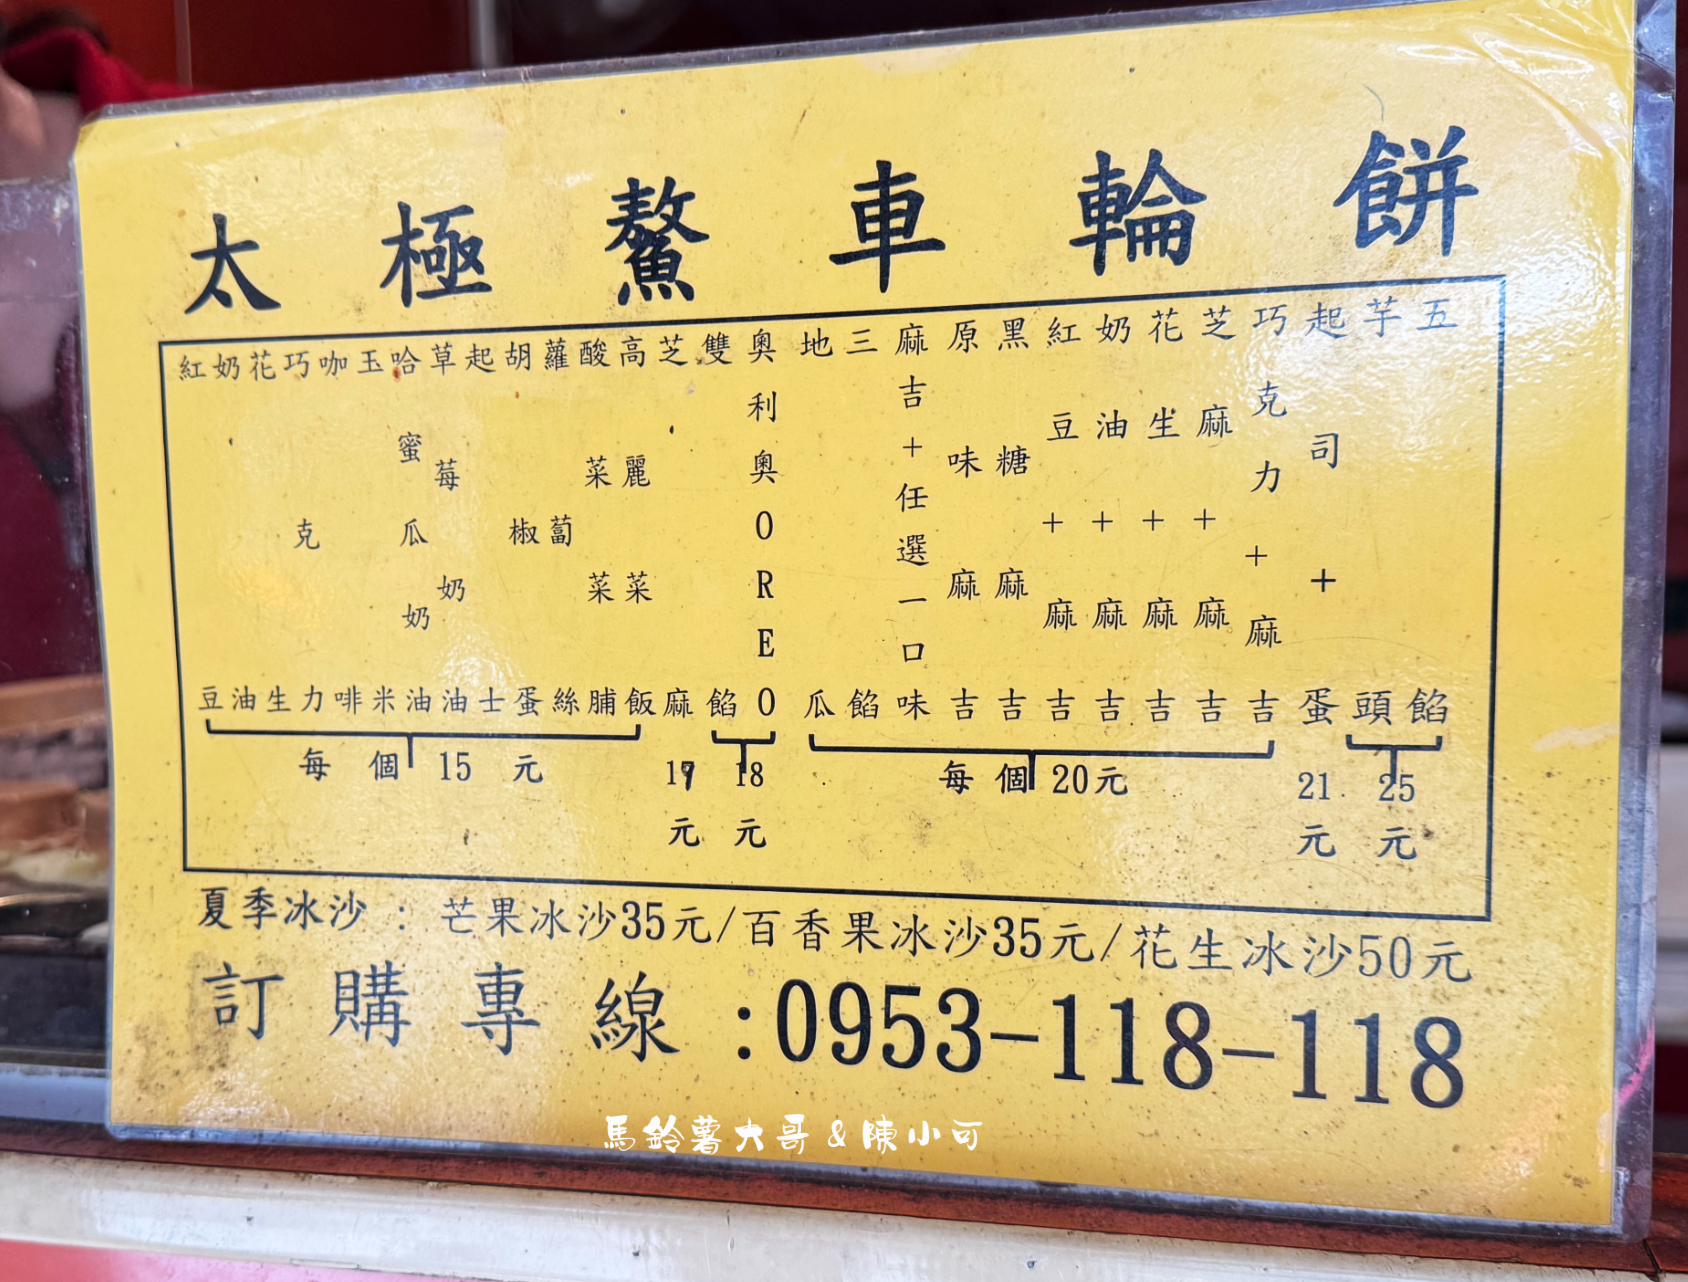 太極鰲車輪餅
紅豆
奶油
花生
巧克力
咖啡
玉米
哈蜜瓜奶油
草莓奶油
起士
胡椒蛋
蘿蔔絲
酸菜菜脯
高麗菜飯
每個15元
芝麻
17元
雙餡
奧利奧OREO
18元
地瓜
三餡
麻吉+任選一口味
原味麻吉
黑糖麻吉
紅豆+麻吉
奶油+麻吉
花生+麻吉
芝麻+麻吉
巧克力+麻吉
每個20元
起司+蛋
21元
芋頭
五餡
25元
夏季冰沙：芒果冰沙35元/百香果冰沙35元/花生冰沙50元
訂購專線:0953-118-118
馬鈴薯大哥&陳小可